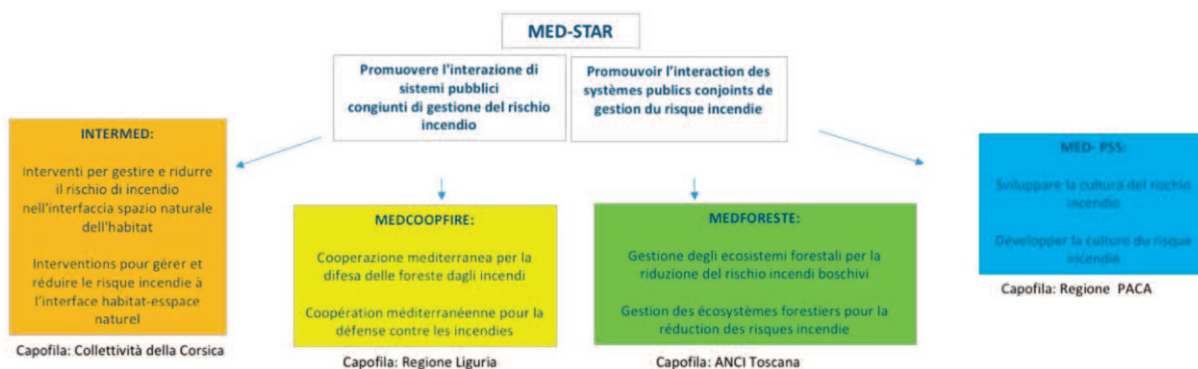 MED-STAR
Promuovere l'interazione di
sistemi pubblici
congiunti di gestione del rischio
incendio
Promouvoir l'interaction des
systèmes publics conjoints de
gestion du risque incendie
INTERMED:
Interventi per gestire e ridurre
il rischio di incendio
nell'interfaccia spazio naturale
dell'habitat
Interventions pour gérer et
réduire le risque incendie à
l'interface habitat-esspace
naturel
Capofila: Collettività della Corsica
MEDCOOPFIRE:
Cooperazione mediterranea per la
difesa delle foreste dagli incendi
Coopération méditerranéenne pour la
défense contre les incendies
Capofila: Regione Liguria
MEDFORESTE:
Gestione degli ecosistemi forestali per la
riduzione del rischio incendi boschivi
Gestion des écosystèmes forestiers pour la
réduction des risques incendie
Capofila: ANCI Toscana
MED- PSS:
Sviluppare la cultura del rischio
incendio
Développer la culture du risque
incendie
Capofila: Regione PACA